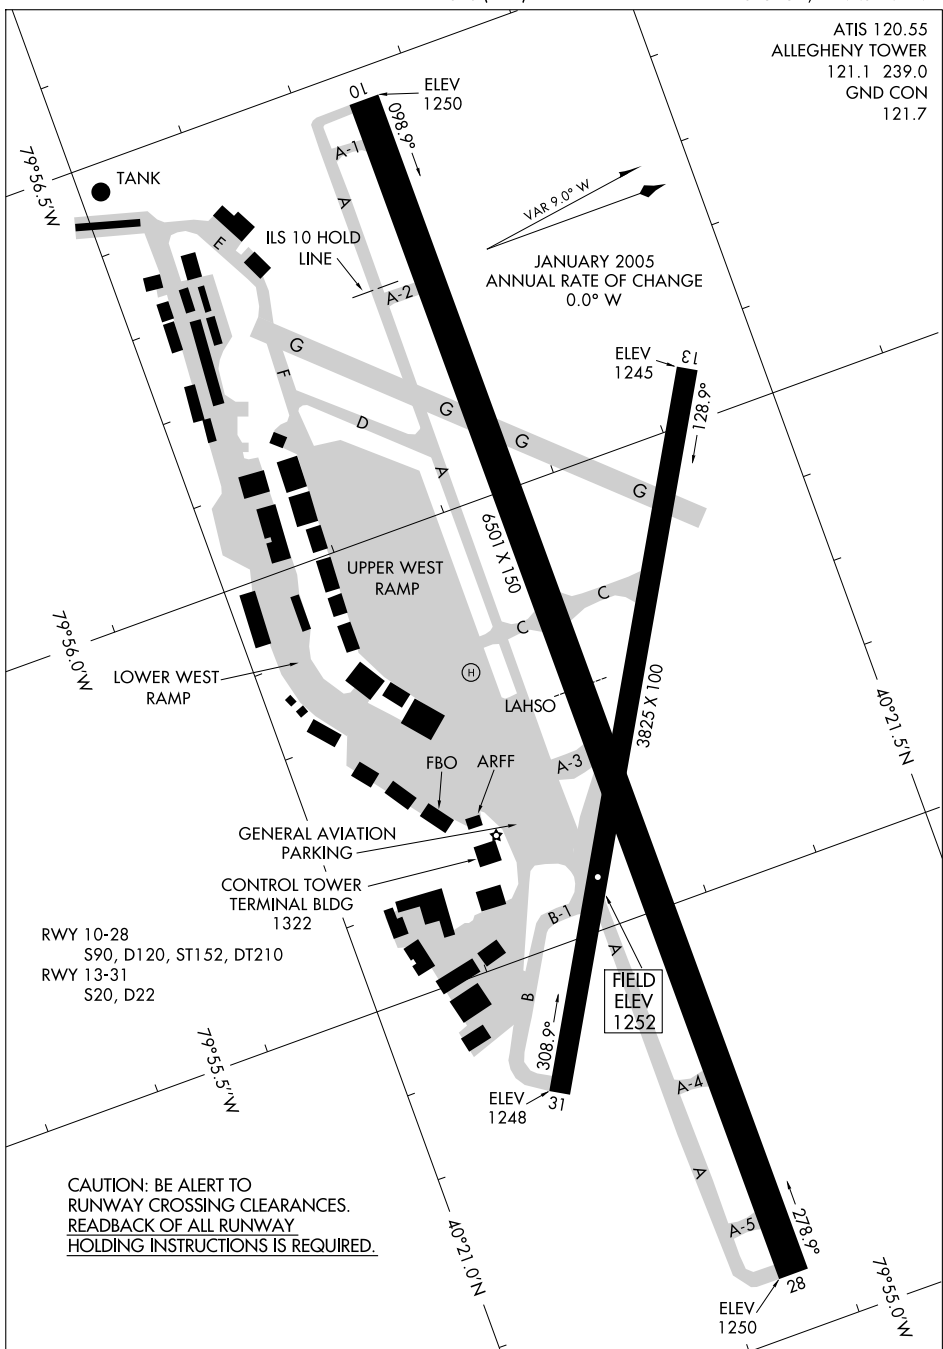 ATIS 120.55
ALLEGHENY TOWER
121.1 239.0
GND CON
121.7
10
ELEV
1250
098.9°
A-1
79°56.5'W
TANK
A
VAR 9.0° W
E
ILS 10 HOLD
LINE
JANUARY 2005
ANNUAL RATE OF CHANGE
0.0° W
A-2
G
ELEV
1245
13
128.9°
F
D
G
G
A
G
6501 X 150
UPPER WEST
RAMP
C
C
79°56.0'W
LOWER WEST
RAMP
H
LAHSO
3825 X 100
40°21.5'N
A-3
FBO
ARFF
GENERAL AVIATION
PARKING
CONTROL TOWER
TERMINAL BLDG
1322
B-1
A
RWY 10-28
S90, D120, ST152, DT210
RWY 13-31
S20, D22
FIELD
ELEV
1252
B
308.9°
79°55.5'W
A-4
ELEV
1248
31
A
CAUTION: BE ALERT TO
RUNWAY CROSSING CLEARANCES.
READBACK OF ALL RUNWAY
HOLDING INSTRUCTIONS IS REQUIRED.
40°21.0'N
A-5
278.9°
28
79°55.0'W
ELEV
1250